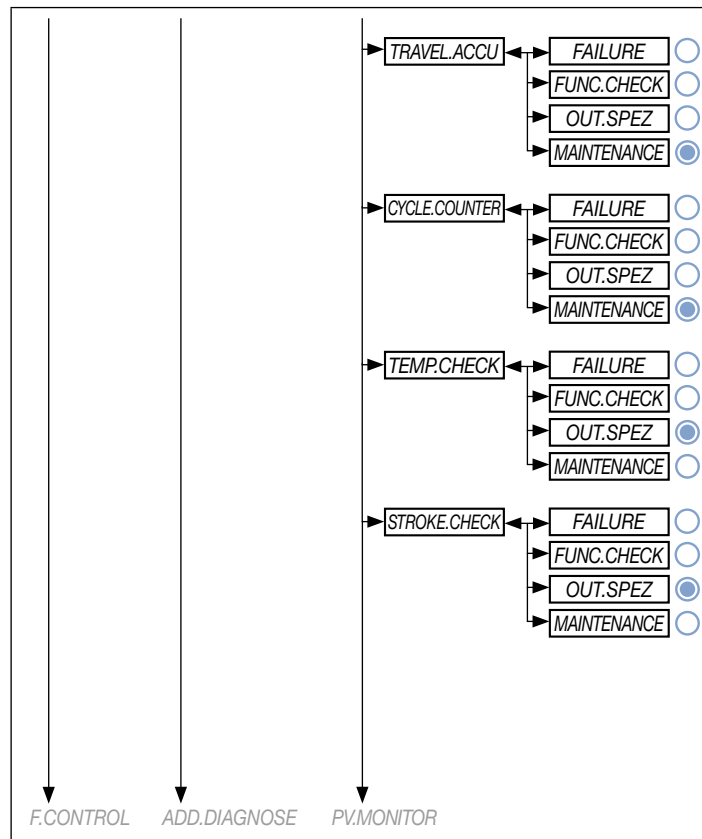 TRAVEL.ACCU FAILURE
FUNC.CHECK
OUT.SPEZ
MAINTENANCE
CYCLE.COUNTER FAILURE
FUNC.CHECK
OUT.SPEZ
MAINTENANCE
TEMP.CHECK FAILURE
FUNC.CHECK
OUT.SPEZ
MAINTENANCE
STROKE.CHECK FAILURE
FUNC.CHECK
OUT.SPEZ
MAINTENANCE
F.CONTROL ADD.DIAGNOSE PV.MONITOR